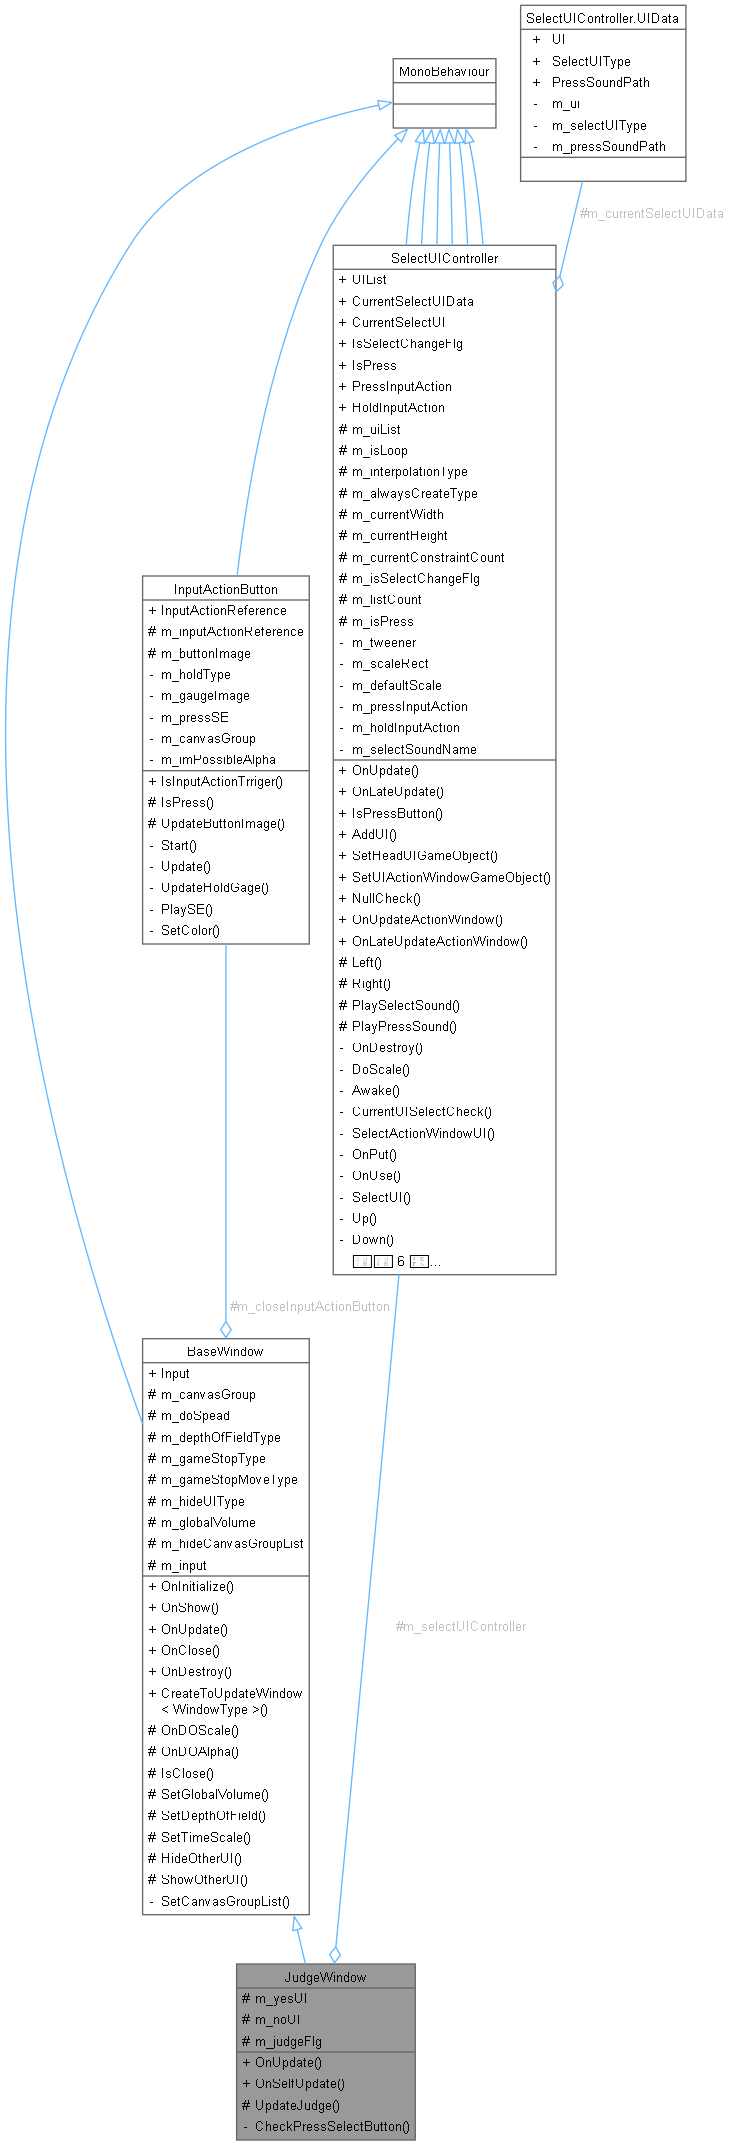 SelectUIController.UIData
+ UI
+ SelectUIType
+ PressSoundPath
- m_ui
- m_selectUIType
- m_pressSoundPath
MonoBehaviour
#m_currentSelectUIData
SelectUIController
+ UIList
+ CurrentSelectUIData
+ CurrentSelectUI
+ IsSelectChangeFlg
+ IsPress
+ PressInputAction
+ HoldInputAction
# m_uiList
# m_isLoop
# m_interpolationType
# m_alwaysCreateType
# m_currentWidth
# m_currentHeight
# m_currentConstraintCount
# m_isSelectChangeFlg
# m_listCount
# m_isPress
- m_tweener
- m_scaleRect
- m_defaultScale
- m_pressInputAction
- m_holdInputAction
- m_selectSoundName
+ OnUpdate()
+ OnLateUpdate()
+ IsPressButton()
+ AddUI()
+ SetHeadUIGameObject()
+ SetUIActionWindowGameObject()
+ NullCheck()
+ OnUpdateActionWindow()
+ OnLateUpdateActionWindow()
# Left()
# Right()
# PlaySelectSound()
# PlayPressSound()
- OnDestroy()
- DoScale()
- Awake()
- CurrentUISelectCheck()
- SelectActionWindowUI()
- OnPut()
- OnUse()
- SelectUI()
- Up()
- Down()
6 ...
InputActionButton
+ InputActionReference
# m_inputActionReference
# m_buttonImage
- m_holdType
- m_gaugeImage
- m_pressSE
- m_canvasGroup
- m_imPossibleAlpha
+ IsInputActionTrriger()
# IsPress()
# UpdateButtonImage()
- Start()
- Update()
- UpdateHoldGage()
- PlaySE()
- SetColor()
#m_closeInputActionButton
BaseWindow
+ Input
# m_canvasGroup
# m_doSpead
# m_depthOfFieldType
# m_gameStopType
# m_gameStopMoveType
# m_hideUIType
# m_globalVolume
# m_hideCanvasGroupList
# m_input
+ OnInitialize()
+ OnShow()
+ OnUpdate()
+ OnClose()
+ OnDestroy()
+ CreateToUpdateWindow
< WindowType >()
# OnDOScale()
# OnDOAlpha()
# IsClose()
# SetGlobalVolume()
# SetDepthOfField()
# SetTimeScale()
# HideOtherUI()
# ShowOtherUI()
- SetCanvasGroupList()
#m_selectUIController
JudgeWindow
# m_yesUI
# m_noUI
# m_judgeFlg
+ OnUpdate()
+ OnSelfUpdate()
# UpdateJudge()
- CheckPressSelectButton()